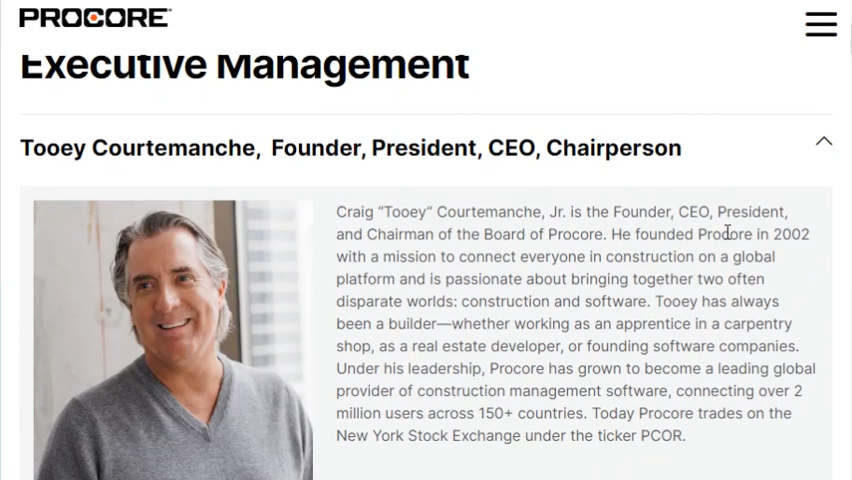 PROCORE
Executive Management
Tooey Courtemanche, Founder, President, CEO, Chairperson
Craig “Tooey” Courtemanche, Jr. is the Founder, CEO, President,
and Chairman of the Board of Procore. He founded Procore in 2002
with a mission to connect everyone in construction on a global
platform and is passionate about bringing together two often
disparate worlds: construction and software. Tooey has always
been a builder—whether working as an apprentice in a carpentry
shop, as a real estate developer, or founding software companies.
Under his leadership, Procore has grown to become a leading global
provider of construction management software, connecting over 2
million users across 150+ countries. Today Procore trades on the
New York Stock Exchange under the ticker PCOR.